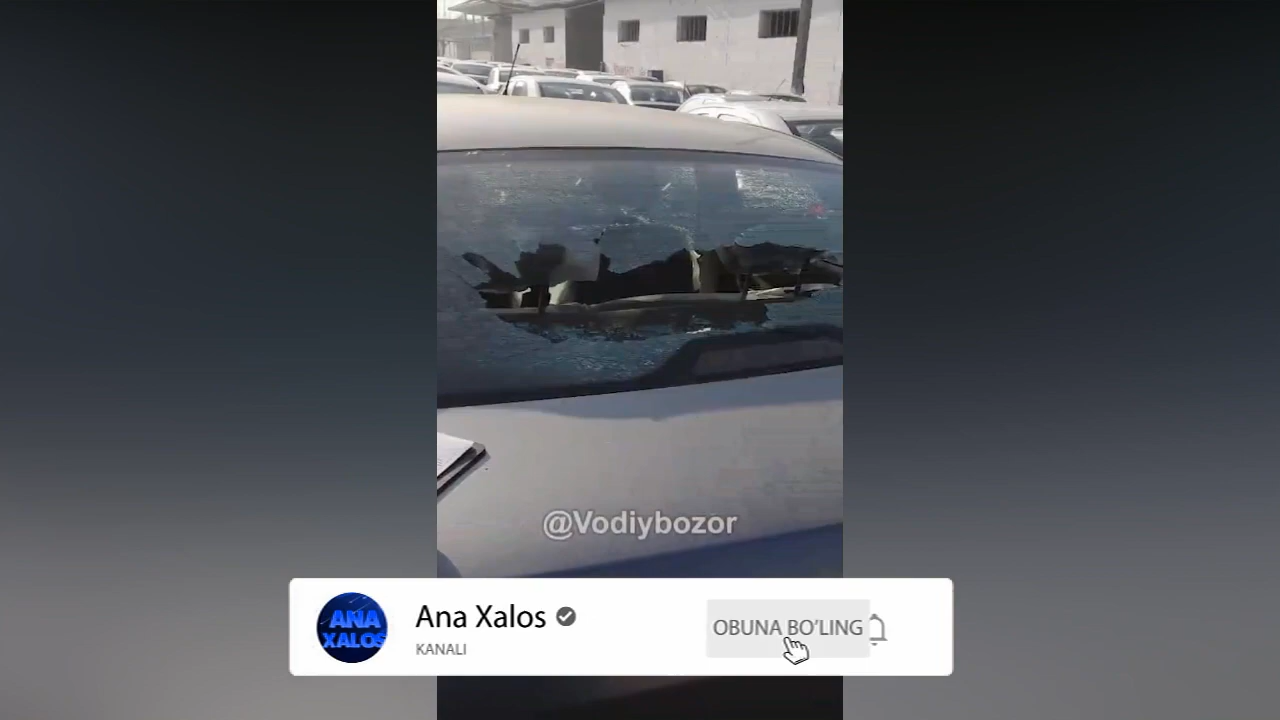 @Vodiybozor
ANA
XALOS
Ana Xalos
KANALI
OBUNA BO'LING